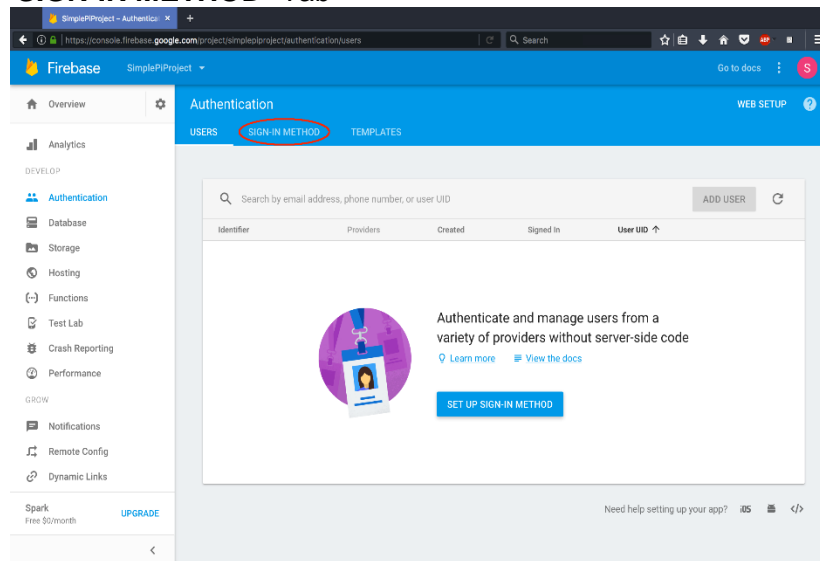 SIGN IN METHOD Tab
SimplePiProject – Authenticat ×
https://console.firebase.google.com/project/simplepiproject/authentication/users
Search
ABP
Firebase SimplePiProject
Go to docs S
Overview
Authentication
WEB SETUP ?
USERS SIGN-IN METHOD TEMPLATES
Analytics
DEVELOP
Authentication
Database
Storage
Hosting
Functions
Test Lab
Crash Reporting
Performance
GROW
Notifications
Remote Config
Dynamic Links
Spark
Free $0/month
UPGRADE
Search by email address, phone number, or user UID
ADD USER
Identifier Providers Created Signed In User UID ↑
Authenticate and manage users from a
variety of providers without server-side code
Learn more View the docs
SET UP SIGN-IN METHOD
Need help setting up your app? iOS </>